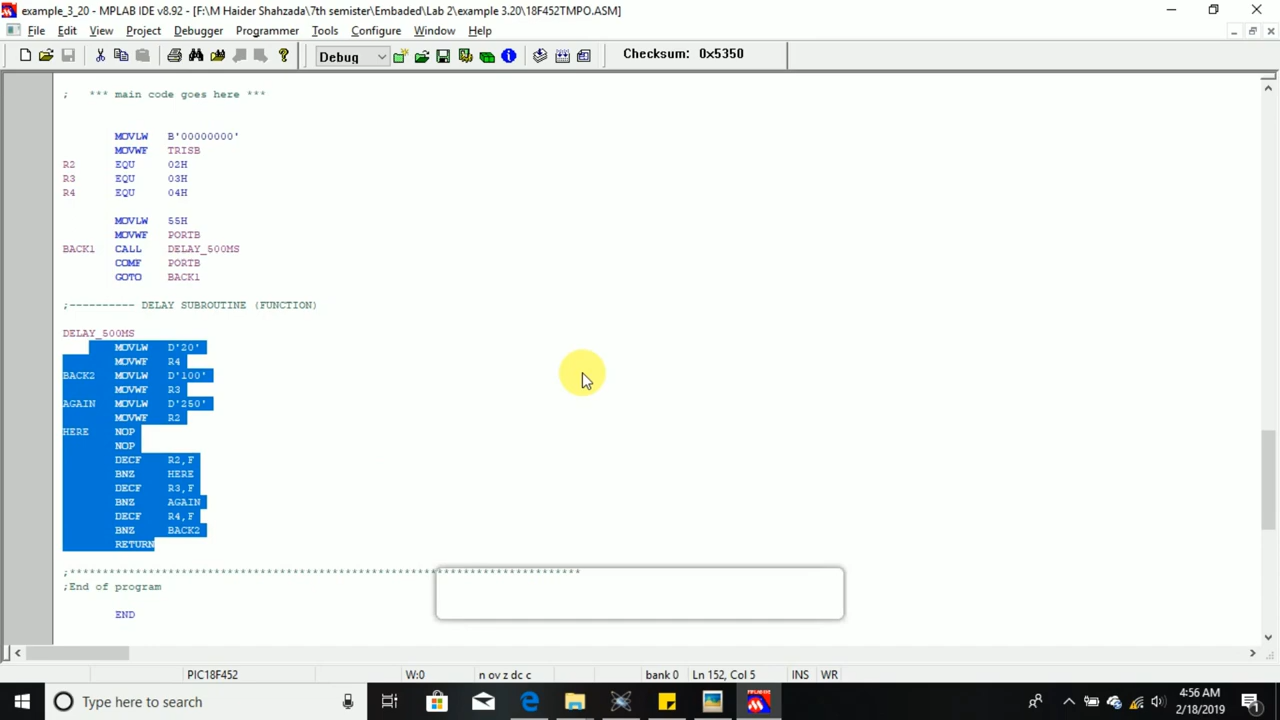 example_3_20 - MPLAB IDE v8.92 - [F:\M Haider Shahzada\7th semister\Embaded\Lab 2\example 3.20\18F452TMPO.ASM]
File Edit View Project Debugger Programmer Tools Configure Window Help
Debug Checksum: 0x5350
; *** main code goes here ***
MOVLW B'00000000'
MOVWF TRISB
R2 EQU 02H
R3 EQU 03H
R4 EQU 04H
MOVLW 55H
MOVWF PORTB
BACK1 CALL DELAY_500MS
COMF PORTB
GOTO BACK1
;---------- DELAY SUBROUTINE (FUNCTION)
DELAY_500MS
MOVLW D'20'
MOVWF R4
BACK2 MOVLW D'100'
MOVWF R3
AGAIN MOVLW D'250'
MOVWF R2
HERE NOP
NOP
DECF R2,F
BNZ HERE
DECF R3,F
BNZ AGAIN
DECF R4,F
BNZ BACK2
RETURN
;******************************************************************************
;End of program
END
PIC18F452 W:0 n ov z dc c bank 0 Ln 152, Col 5 INS WR
Type here to search
4:56 AM
2/18/2019